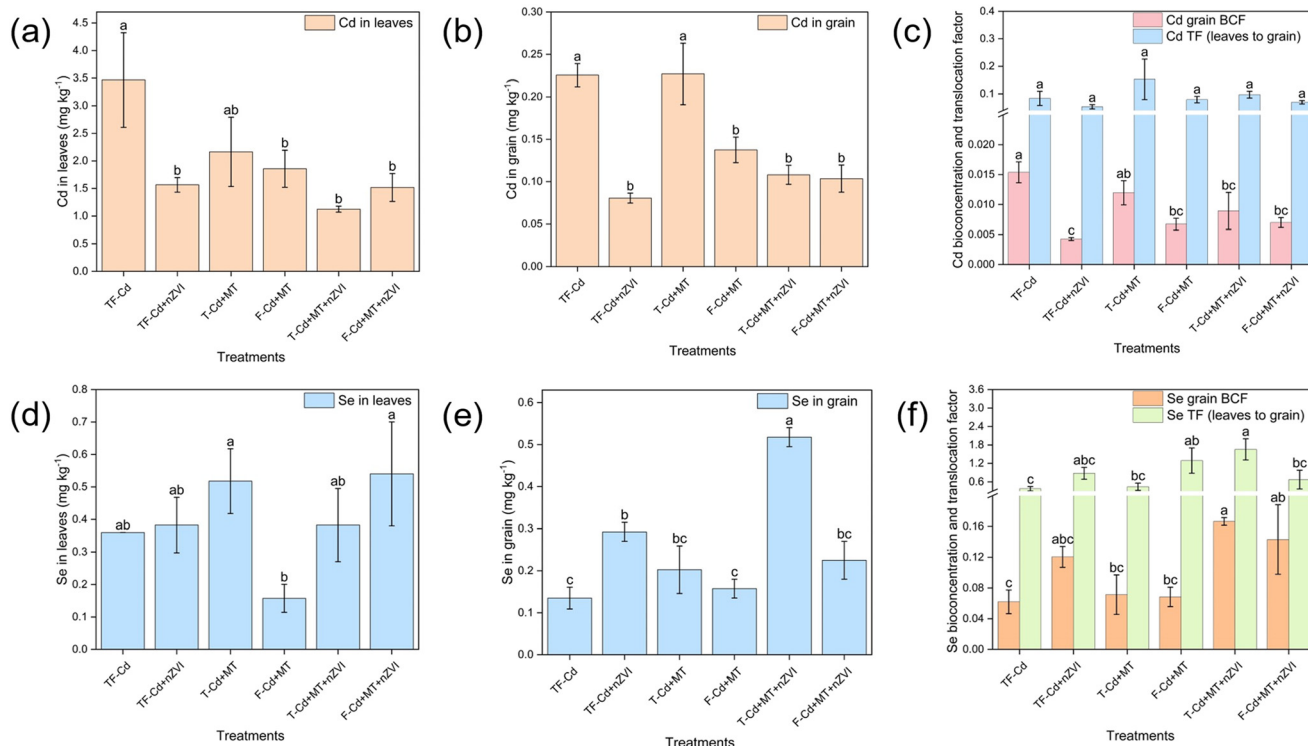 (a)
Cd in leaves
Cd in leaves (mg kg⁻¹)
4.5
4.0
3.5
3.0
2.5
2.0
1.5
1.0
0.5
0.0
a
b
ab
b
b
b
TF-Cd
TF-Cd+nZVI
T-Cd+MT
F-Cd+MT
T-Cd+MT+nZVI
F-Cd+MT+nZVI
Treatments
(b)
Cd in grain
Cd in grain (mg kg⁻¹)
0.30
0.25
0.20
0.15
0.10
0.05
0.00
a
b
a
b
b
b
TF-Cd
TF-Cd+nZVI
T-Cd+MT
F-Cd+MT
T-Cd+MT+nZVI
F-Cd+MT+nZVI
Treatments
(c)
Cd grain BCF
Cd TF (leaves to grain)
Cd bioconcentration and translocation factor
0.4
0.3
0.2
0.1
0.020
0.015
0.010
0.005
0.000
a
a
a
a
a
a
a
c
ab
bc
bc
bc
TF-Cd
TF-Cd+nZVI
T-Cd+MT
F-Cd+MT
T-Cd+MT+nZVI
F-Cd+MT+nZVI
Treatments
(d)
Se in leaves
Se in leaves (mg kg⁻¹)
0.8
0.7
0.6
0.5
0.4
0.3
0.2
0.1
0.0
ab
ab
a
b
ab
a
TF-Cd
TF-Cd+nZVI
T-Cd+MT
F-Cd+MT
T-Cd+MT+nZVI
F-Cd+MT+nZVI
Treatments
(e)
Se in grain
Se in grain (mg kg⁻¹)
0.6
0.5
0.3
0.2
0.1
0.0
c
b
bc
c
a
bc
TF-Cd
TF-Cd+nZVI
T-Cd+MT
F-Cd+MT
T-Cd+MT+nZVI
F-Cd+MT+nZVI
Treatments
(f)
Se grain BCF
Se TF (leaves to grain)
Se bioconcentration and translocation factor
3.6
3.0
2.4
1.8
1.2
0.6
0.16
0.12
0.08
0.04
0.00
c
abc
bc
ab
a
bc
c
abc
bc
bc
a
ab
TF-Cd
TF-Cd+nZVI
T-Cd+MT
F-Cd+MT
T-Cd+MT+nZVI
F-Cd+MT+nZVI
Treatments